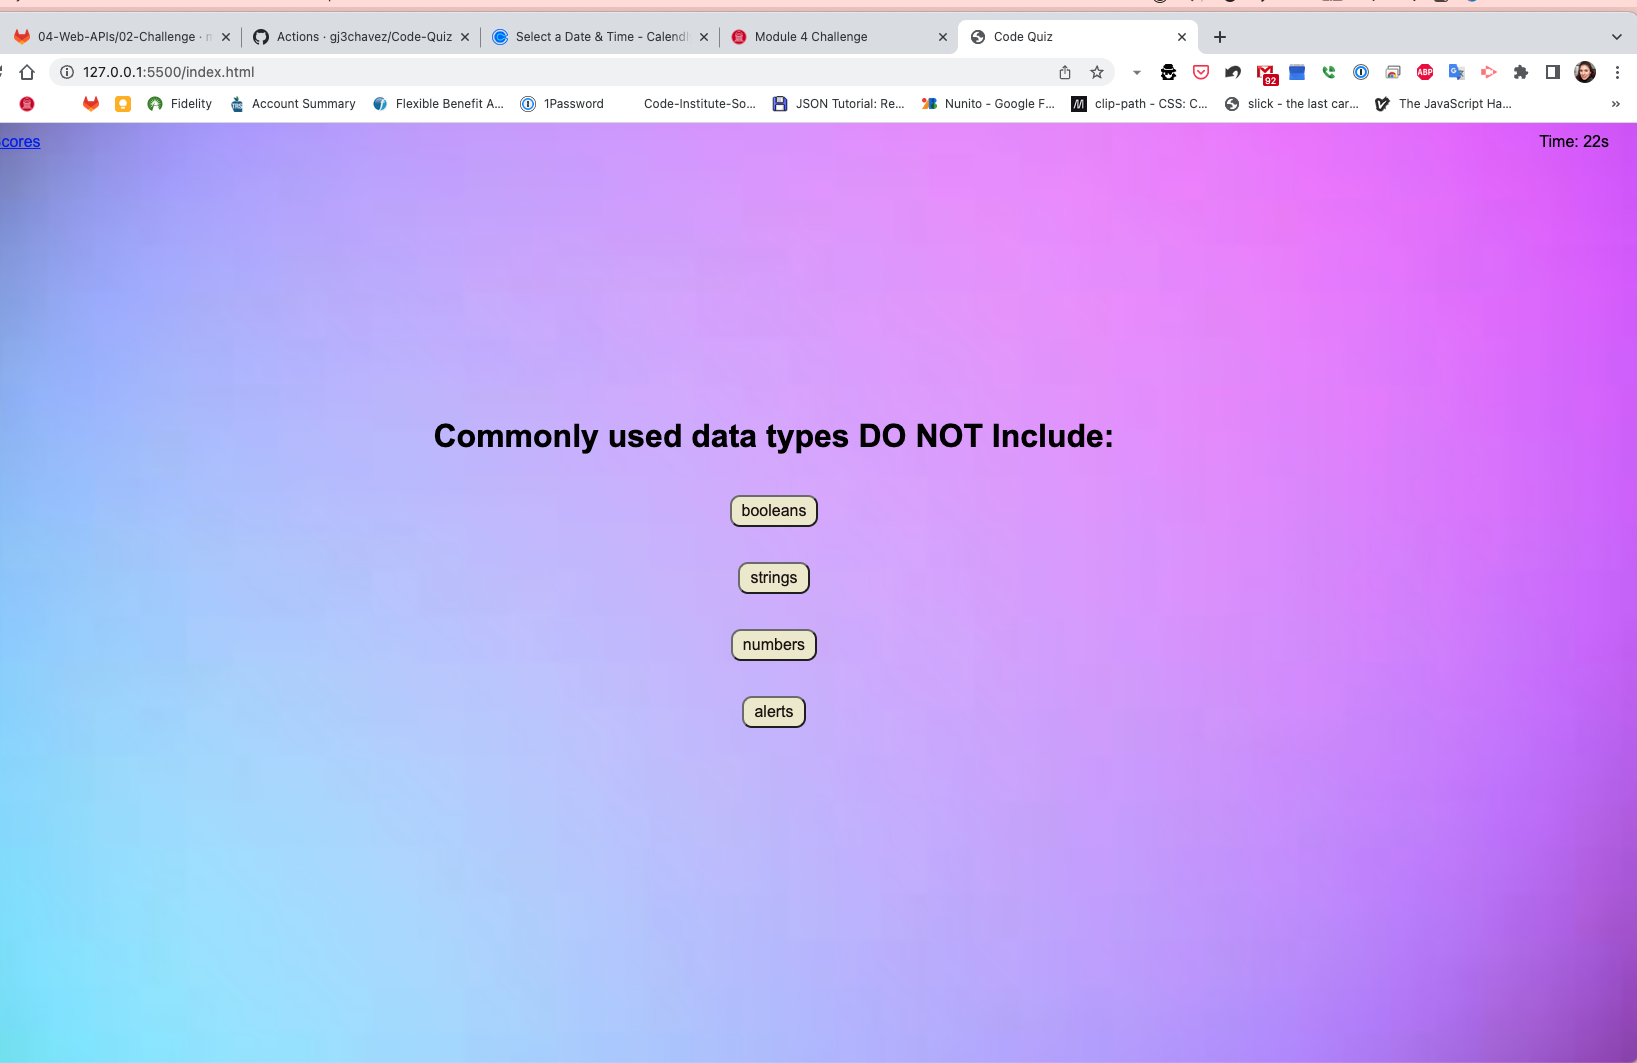 04-Web-APIs/02-Challenge ·
Actions · gj3chavez/Code-Quiz
Select a Date & Time - Calendl
Module 4 Challenge
Code Quiz
127.0.0.1:5500/index.html
ABP
92
Fidelity
TRS
Account Summary
Flexible Benefit A...
1Password
Code-Institute-So...
JSON Tutorial: Re...
Nunito - Google F...
M
clip-path - CSS: C...
slick - the last car...
The JavaScript Ha...
»
cores
Time: 22s
Commonly used data types DO NOT Include:
booleans
strings
numbers
alerts